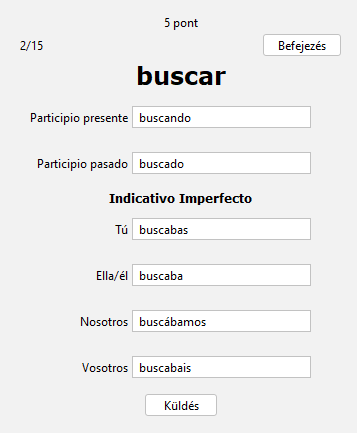 5 pont
2/15 Befejezés
buscar
Participio presente buscando
Participio pasado buscado
Indicativo Imperfecto
Tú buscabas
Ella/él buscaba
Nosotros buscábamos
Vosotros buscabais
Küldés